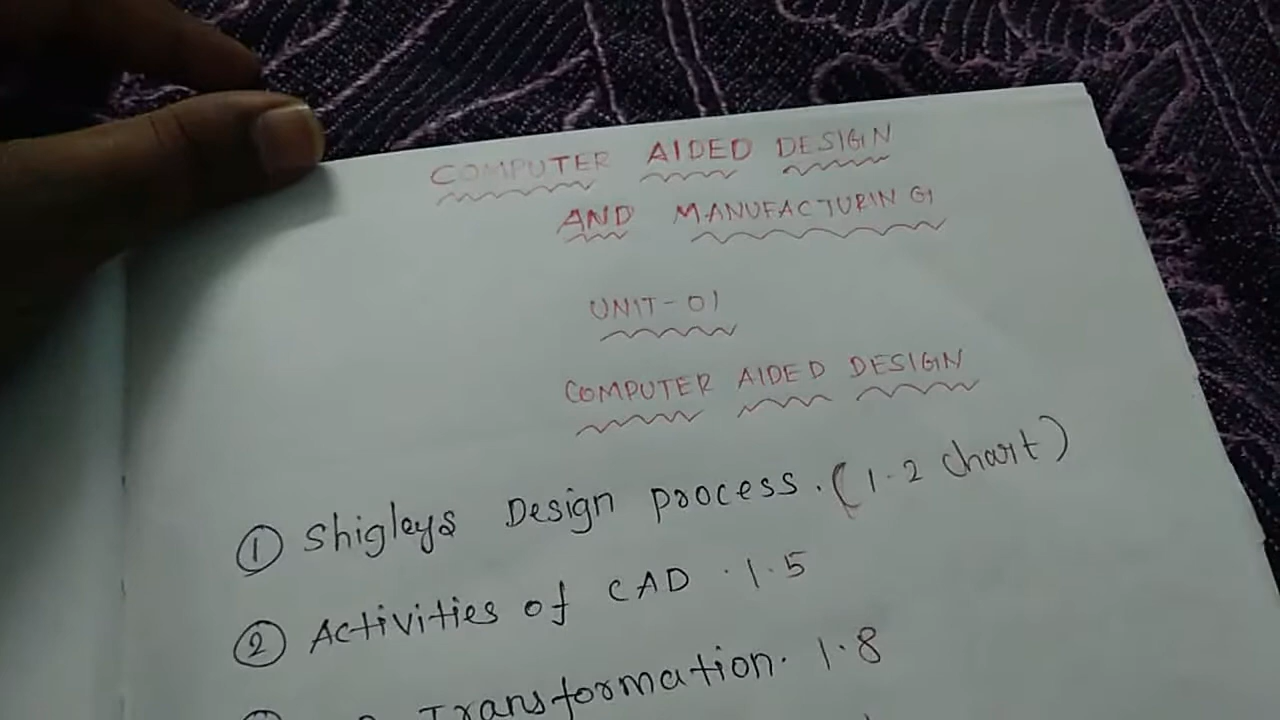 COMPUTER AIDED DESIGN
AND MANUFACTURING
UNIT-01
COMPUTER AIDED DESIGN
① Shigleys Design process. (1.2 chart)
② Activities of CAD .1.5
Transformation. 1.8